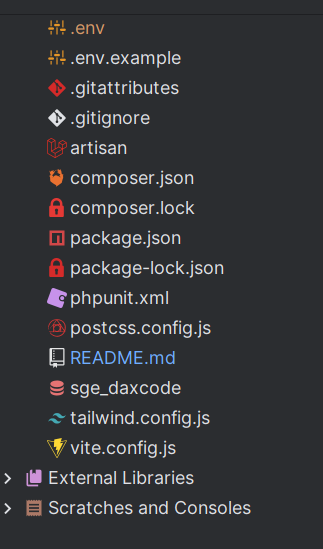 .env
.env.example
.gitattributes
.gitignore
artisan
composer.json
composer.lock
package.json
package-lock.json
phpunit.xml
postcss.config.js
README.md
sge_daxcode
tailwind.config.js
vite.config.js
External Libraries
Scratches and Consoles